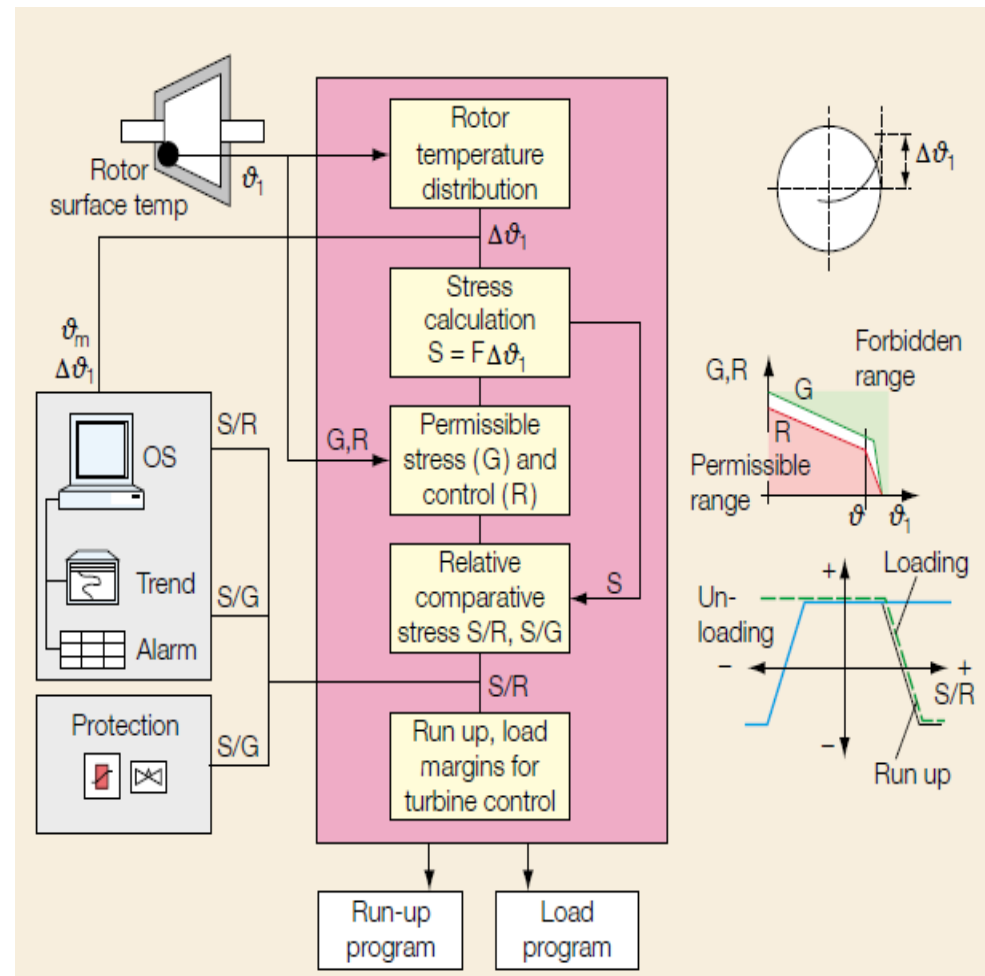 Rotor
surface temp
ϑ1
Rotor
temperature
distribution
Δϑ1
Δϑ1
Stress
calculation
S = FΔϑ1
ϑm
Δϑ1
G,R
Permissible
stress (G) and
control (R)
Relative
comparative
stress S/R, S/G
S
S/R
Run up, load
margins for
turbine control
OS
Trend
Alarm
S/R
S/G
Protection
S/G
Run-up
program
Load
program
G,R
G
Forbidden
range
R
Permissible
range
ϑ
ϑ1
+
Loading
Un-
loading
–
+
S/R
–
Run up